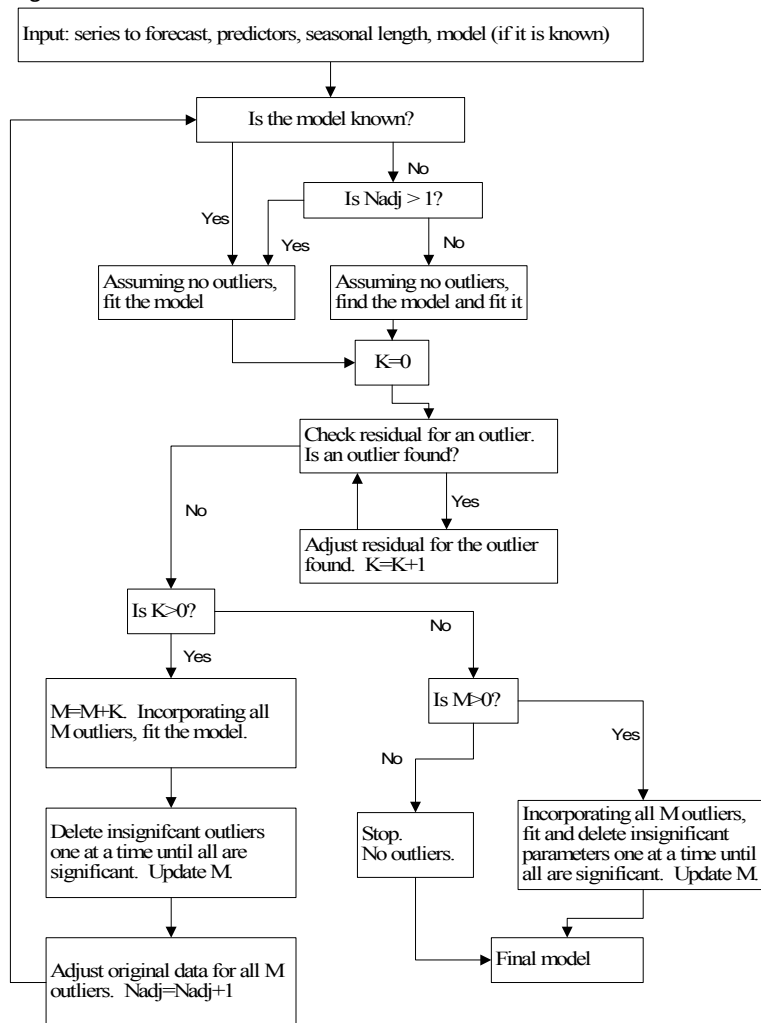 Input: series to forecast, predictors, seasonal length, model (if it is known)
Is the model known?
No
Is Nadj > 1?
Yes
Yes
No
Assuming no outliers,
fit the model
Assuming no outliers,
find the model and fit it
K=0
Check residual for an outlier.
Is an outlier found?
No
Yes
Adjust residual for the outlier
found. K=K+1
Is K>0?
No
Yes
M=M+K. Incorporating all
M outliers, fit the model.
Is M>0?
No
Yes
Delete insignifcant outliers
one at a time until all are
significant. Update M.
Stop.
No outliers.
Incorporating all M outliers,
fit and delete insignificant
parameters one at a time until
all are significant. Update M.
Adjust original data for all M
outliers. Nadj=Nadj+1
Final model